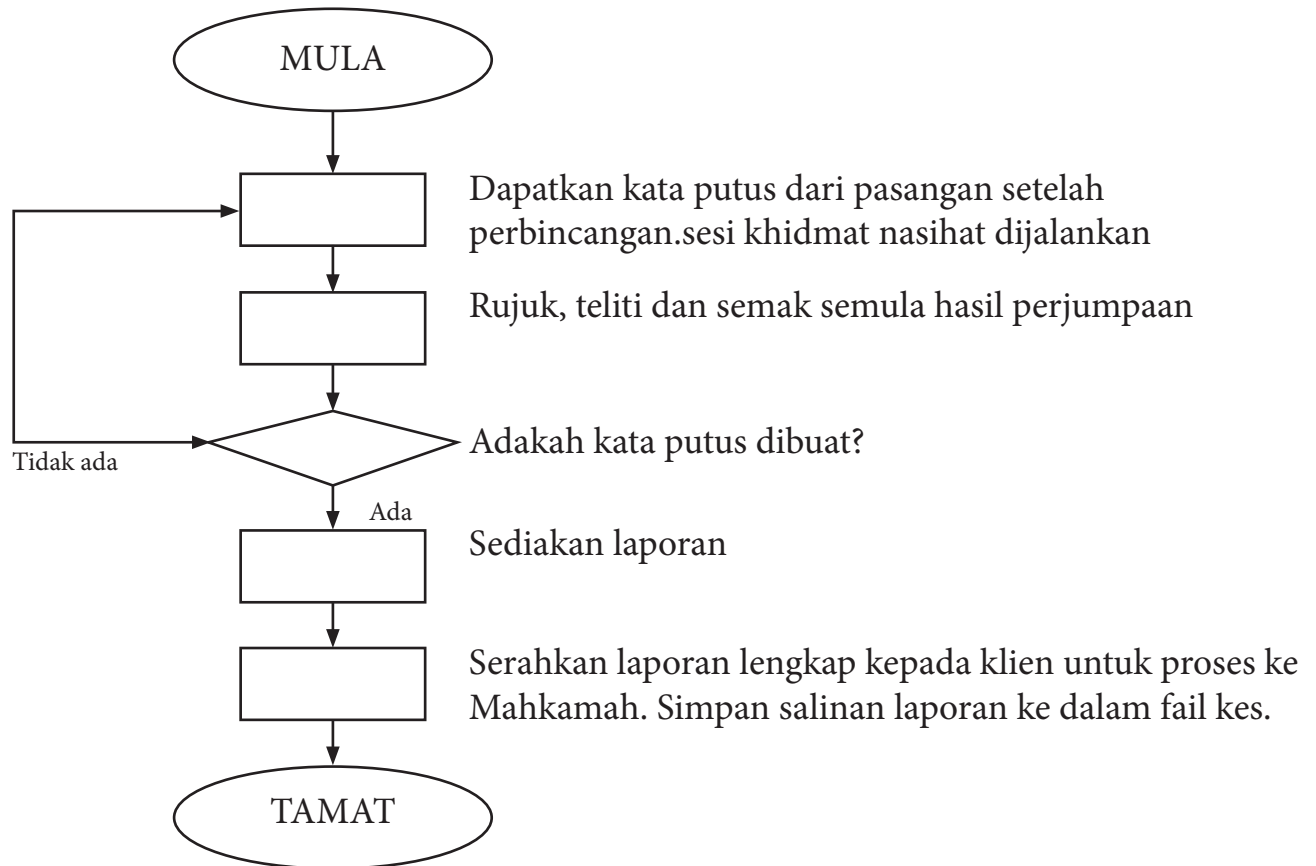 MULA
Dapatkan kata putus dari pasangan setelah
perbincangan.sesi khidmat nasihat dijalankan
Rujuk, teliti dan semak semula hasil perjumpaan
Adakah kata putus dibuat?
Tidak ada
Ada
Sediakan laporan
Serahkan laporan lengkap kepada klien untuk proses ke
Mahkamah. Simpan salinan laporan ke dalam fail kes.
TAMAT